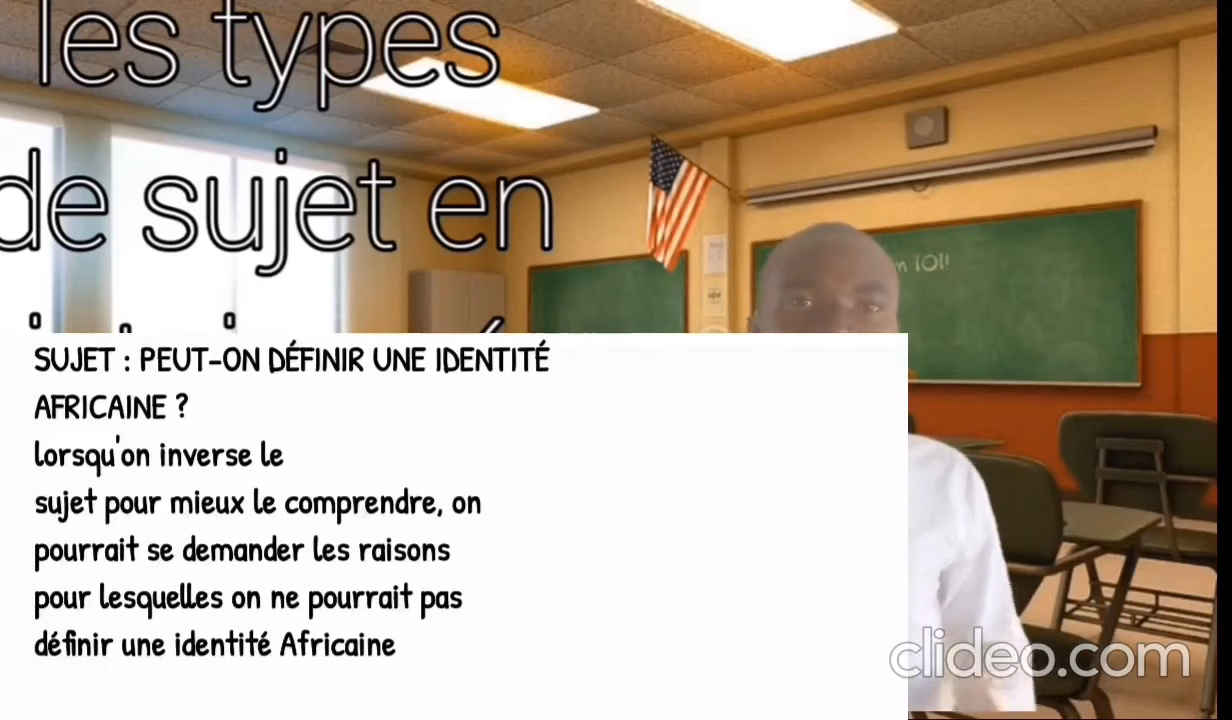 les types
de sujet en
SUJET : PEUT-ON DÉFINIR UNE IDENTITÉ
AFRICAINE ?
lorsqu'on inverse le
sujet pour mieux le comprendre, on
pourrait se demander les raisons
pour lesquelles on ne pourrait pas
définir une identité Africaine
101!
clideo.com